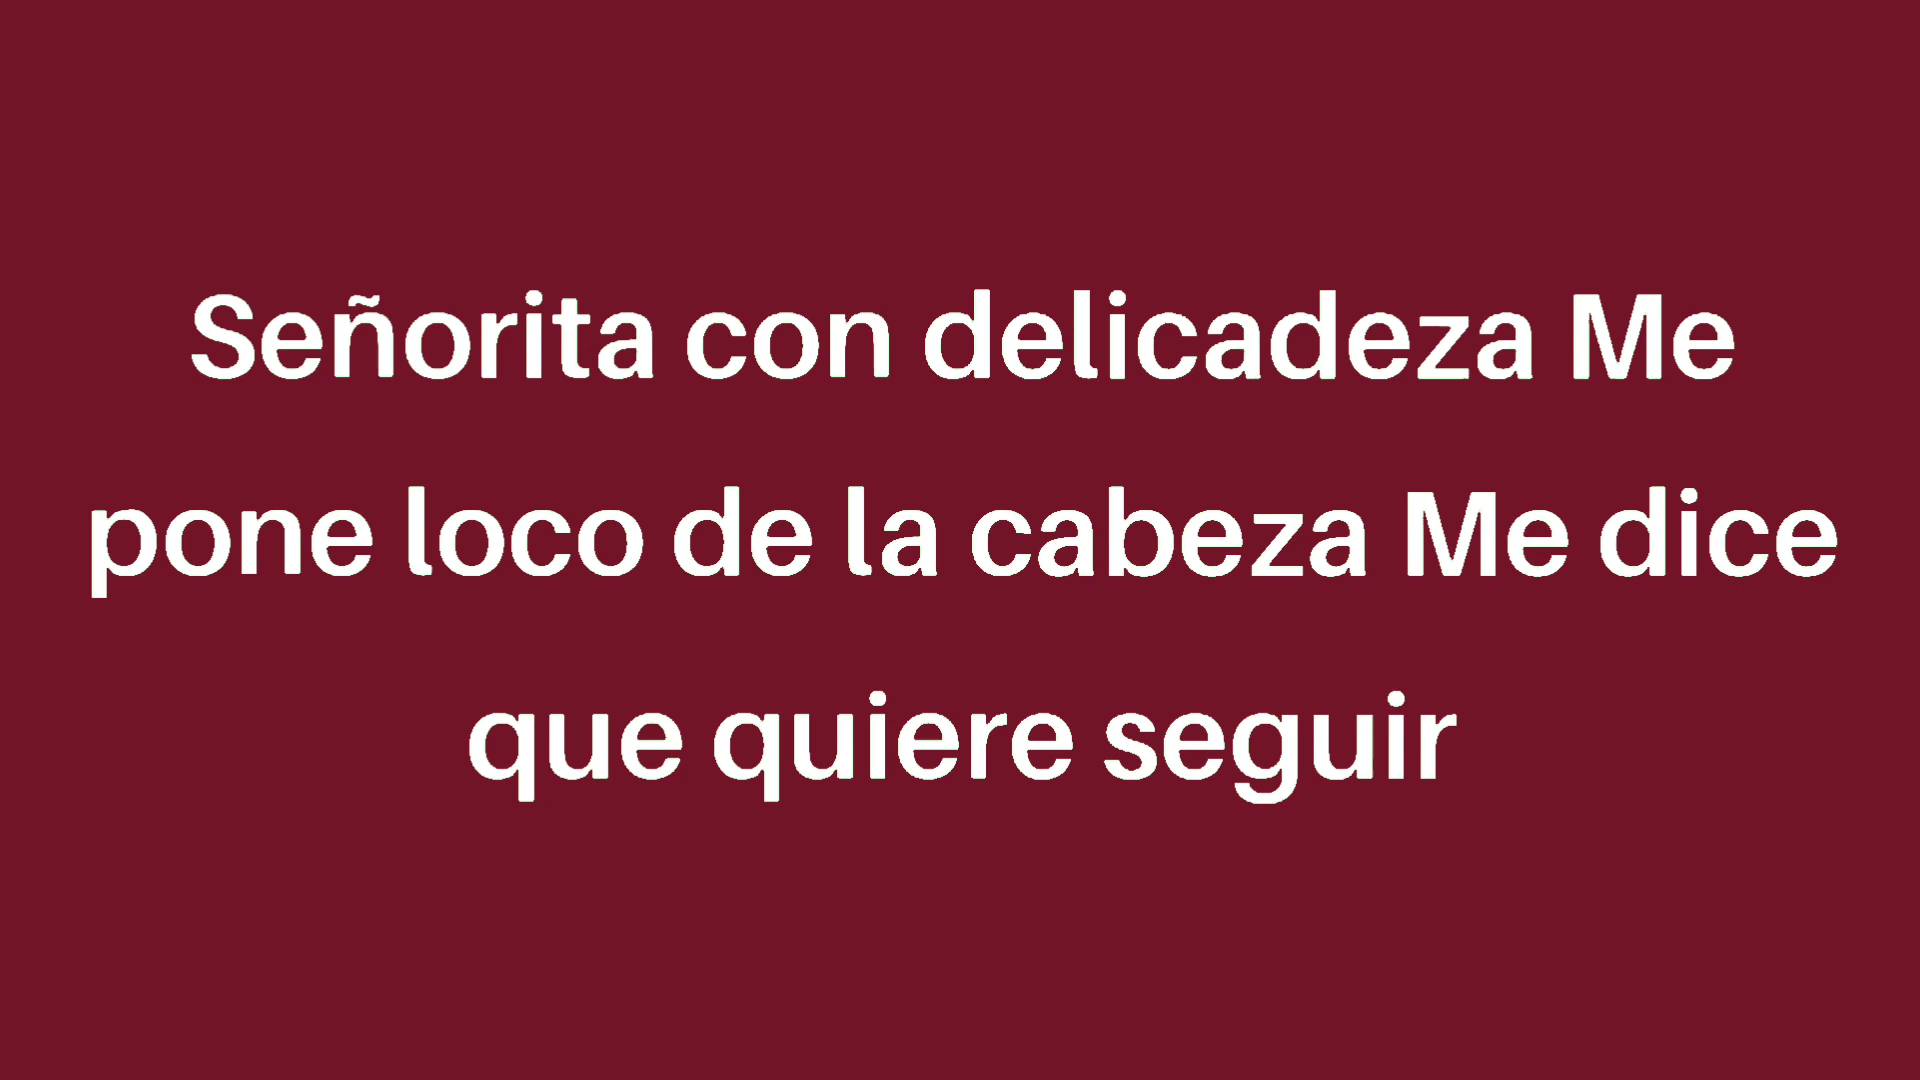 Señorita con delicadeza Me
pone loco de la cabeza Me dice
que quiere seguir